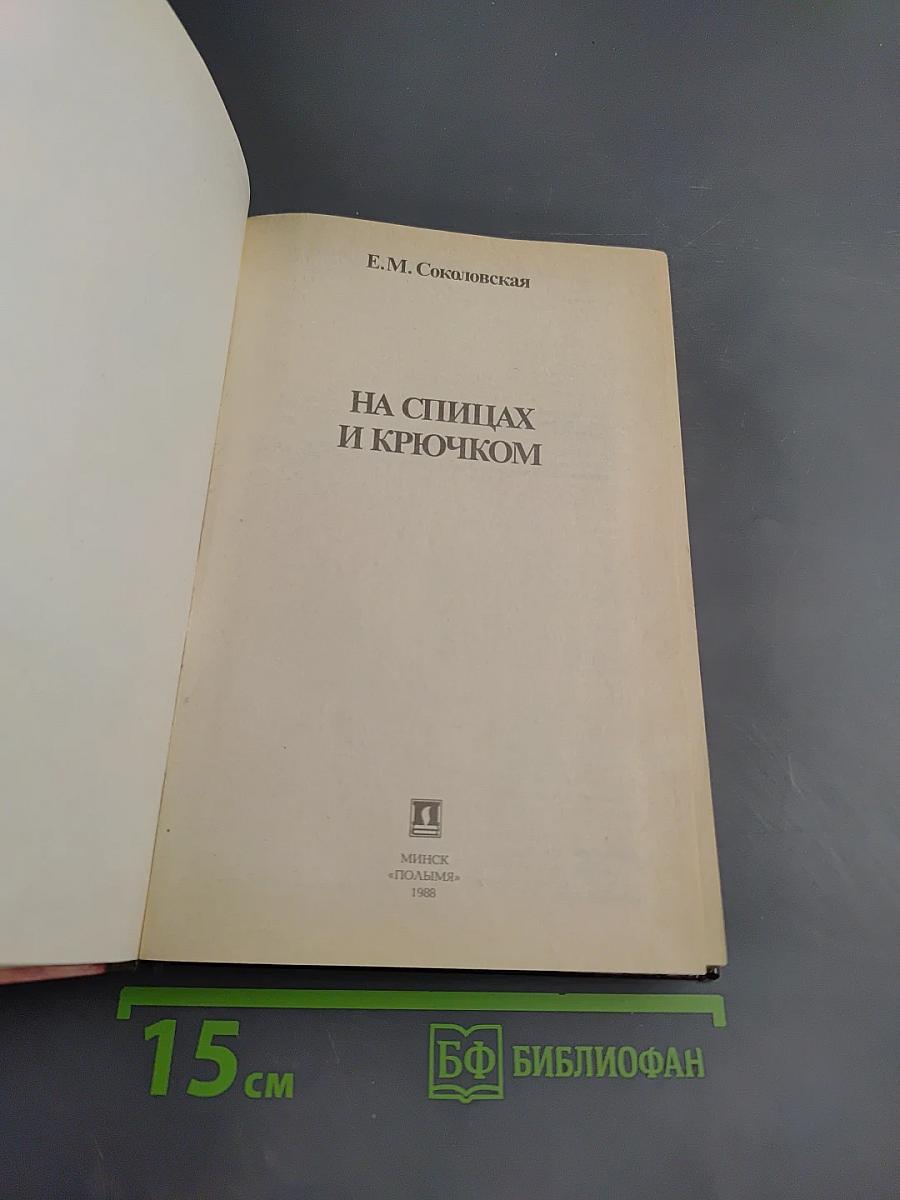 Е. М. Соколовская
НА СПИЦАХ
И КРЮЧКОМ
МИНСК
«ПОЛЫМЯ»
1988
15 см
БФ БИБЛИОФАН